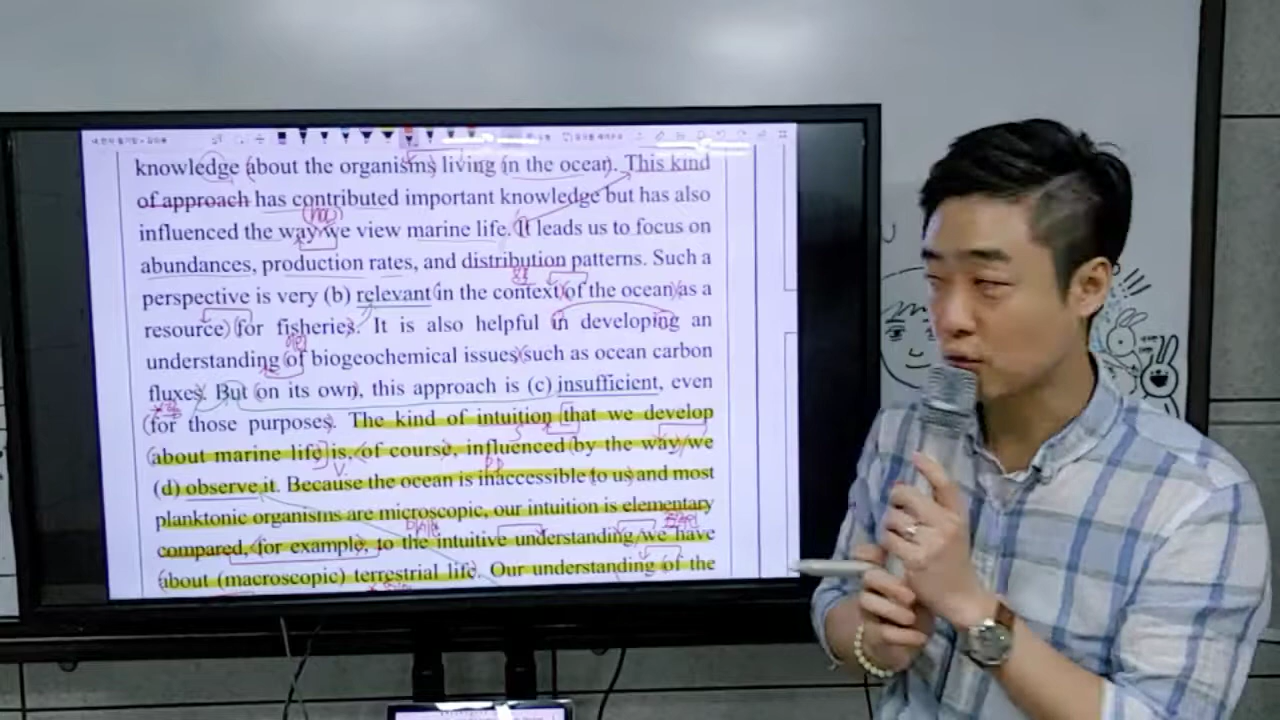 knowledge about the organisms living in the ocean. This kind
of approach has contributed important knowledge but has also
influenced the way we view marine life. It leads us to focus on
abundances, production rates, and distribution patterns. Such a
perspective is very (b) relevant in the context of the ocean as a
resource for fisheries. It is also helpful in developing an
understanding of biogeochemical issues such as ocean carbon
fluxes. But on its own, this approach is (c) insufficient, even
for those purposes. The kind of intuition that we develop
about marine life is, of course, influenced by the way we
(d) observe it. Because the ocean is inaccessible to us and most
planktonic organisms are microscopic, our intuition is elementary
compared, for example, to the intuitive understanding we have
about (macroscopic) terrestrial life. Our understanding of the